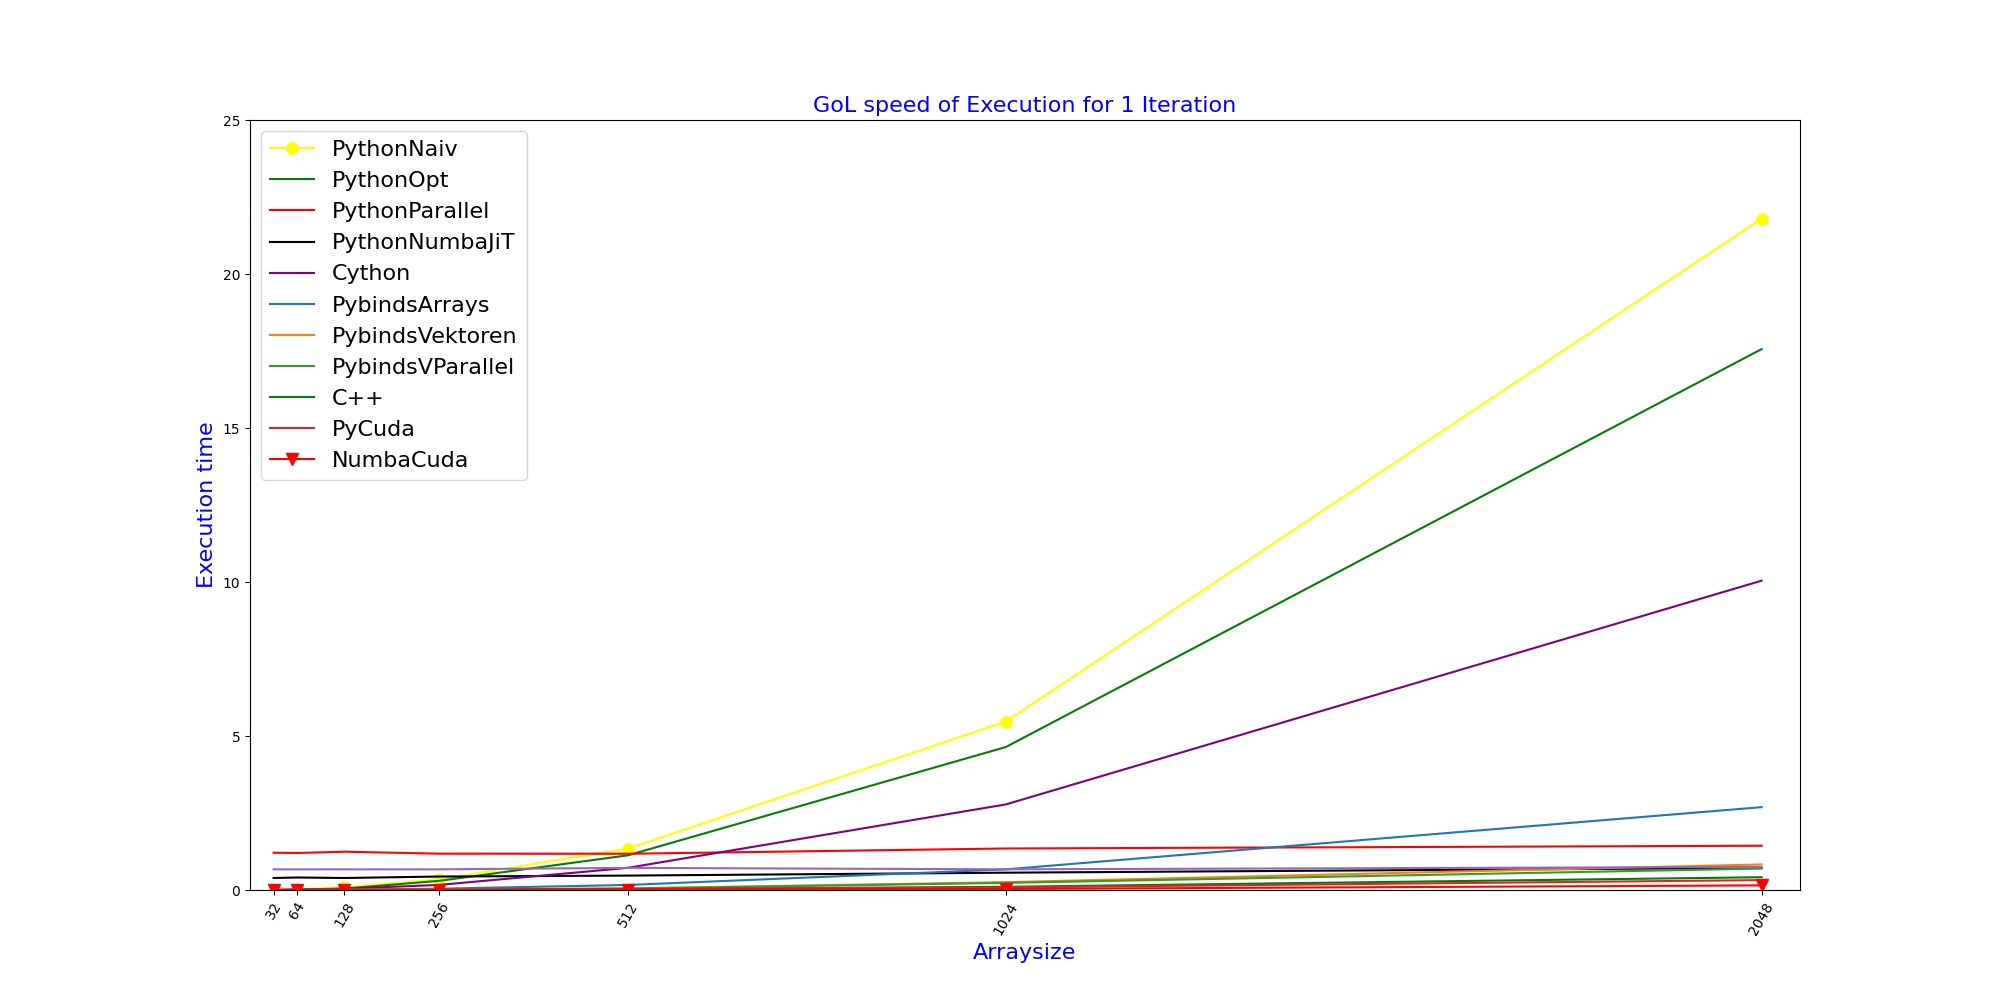 GoL speed of Execution for 1 Iteration
25
20
15
10
5
0
Execution time
PythonNaiv
PythonOpt
PythonParallel
PythonNumbaJiT
Cython
PybindsArrays
PybindsVektoren
PybindsVParallel
C++
PyCuda
NumbaCuda
32
64
128
256
512
1024
2048
Arraysize